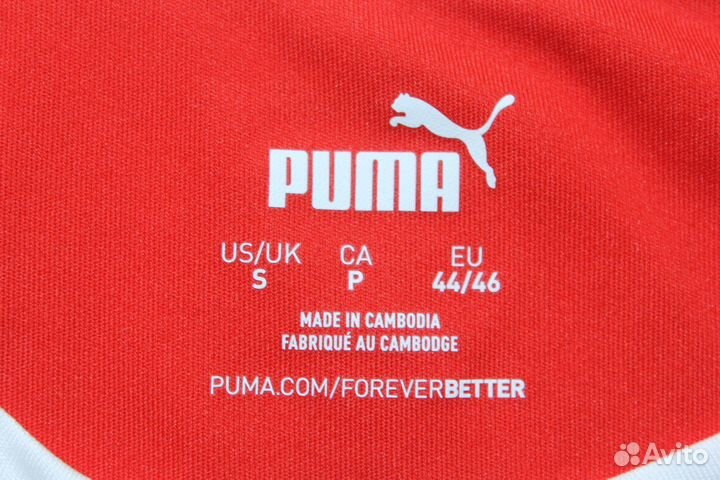 PUMA
US/UK CA EU
S P 44/46
MADE IN CAMBODIA
FABRIQUÉ AU CAMBODGE
PUMA.COM/FOREVERBETTER
Avito